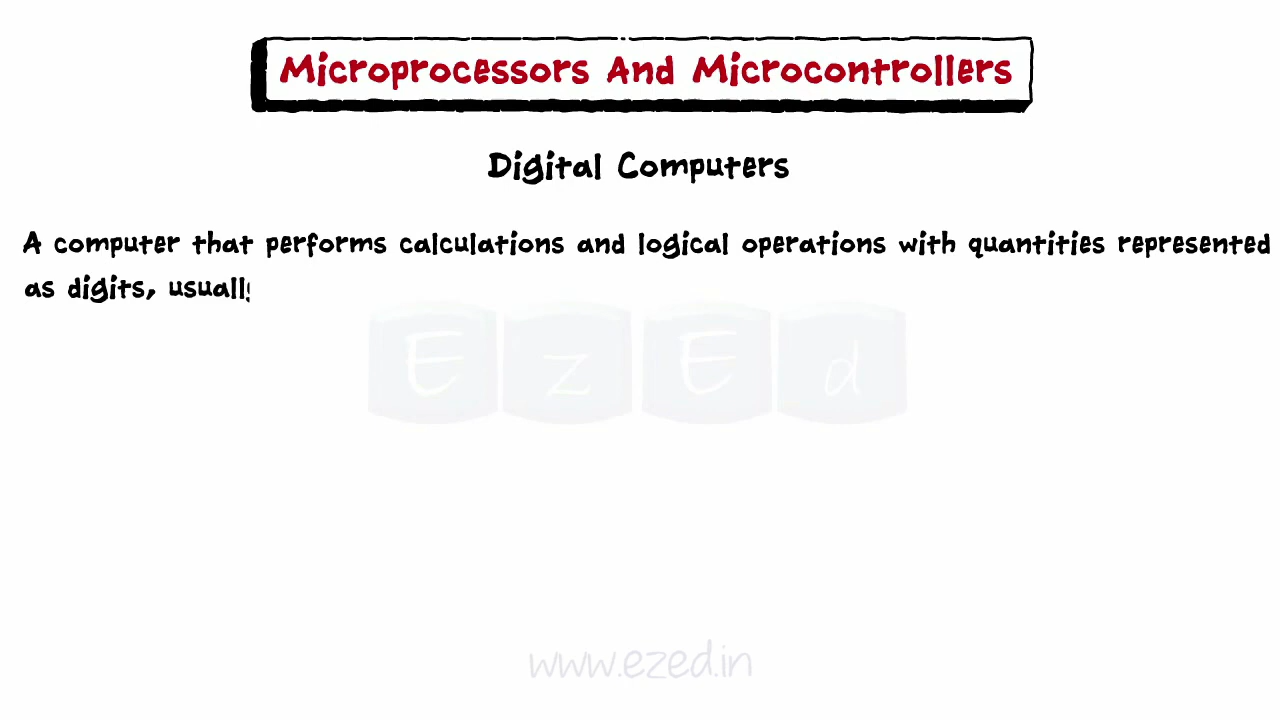 Microprocessors And Microcontrollers
Digital Computers
A computer that performs calculations and logical operations with quantities represented
as digits, usuall
E z E d
www.ezed.in